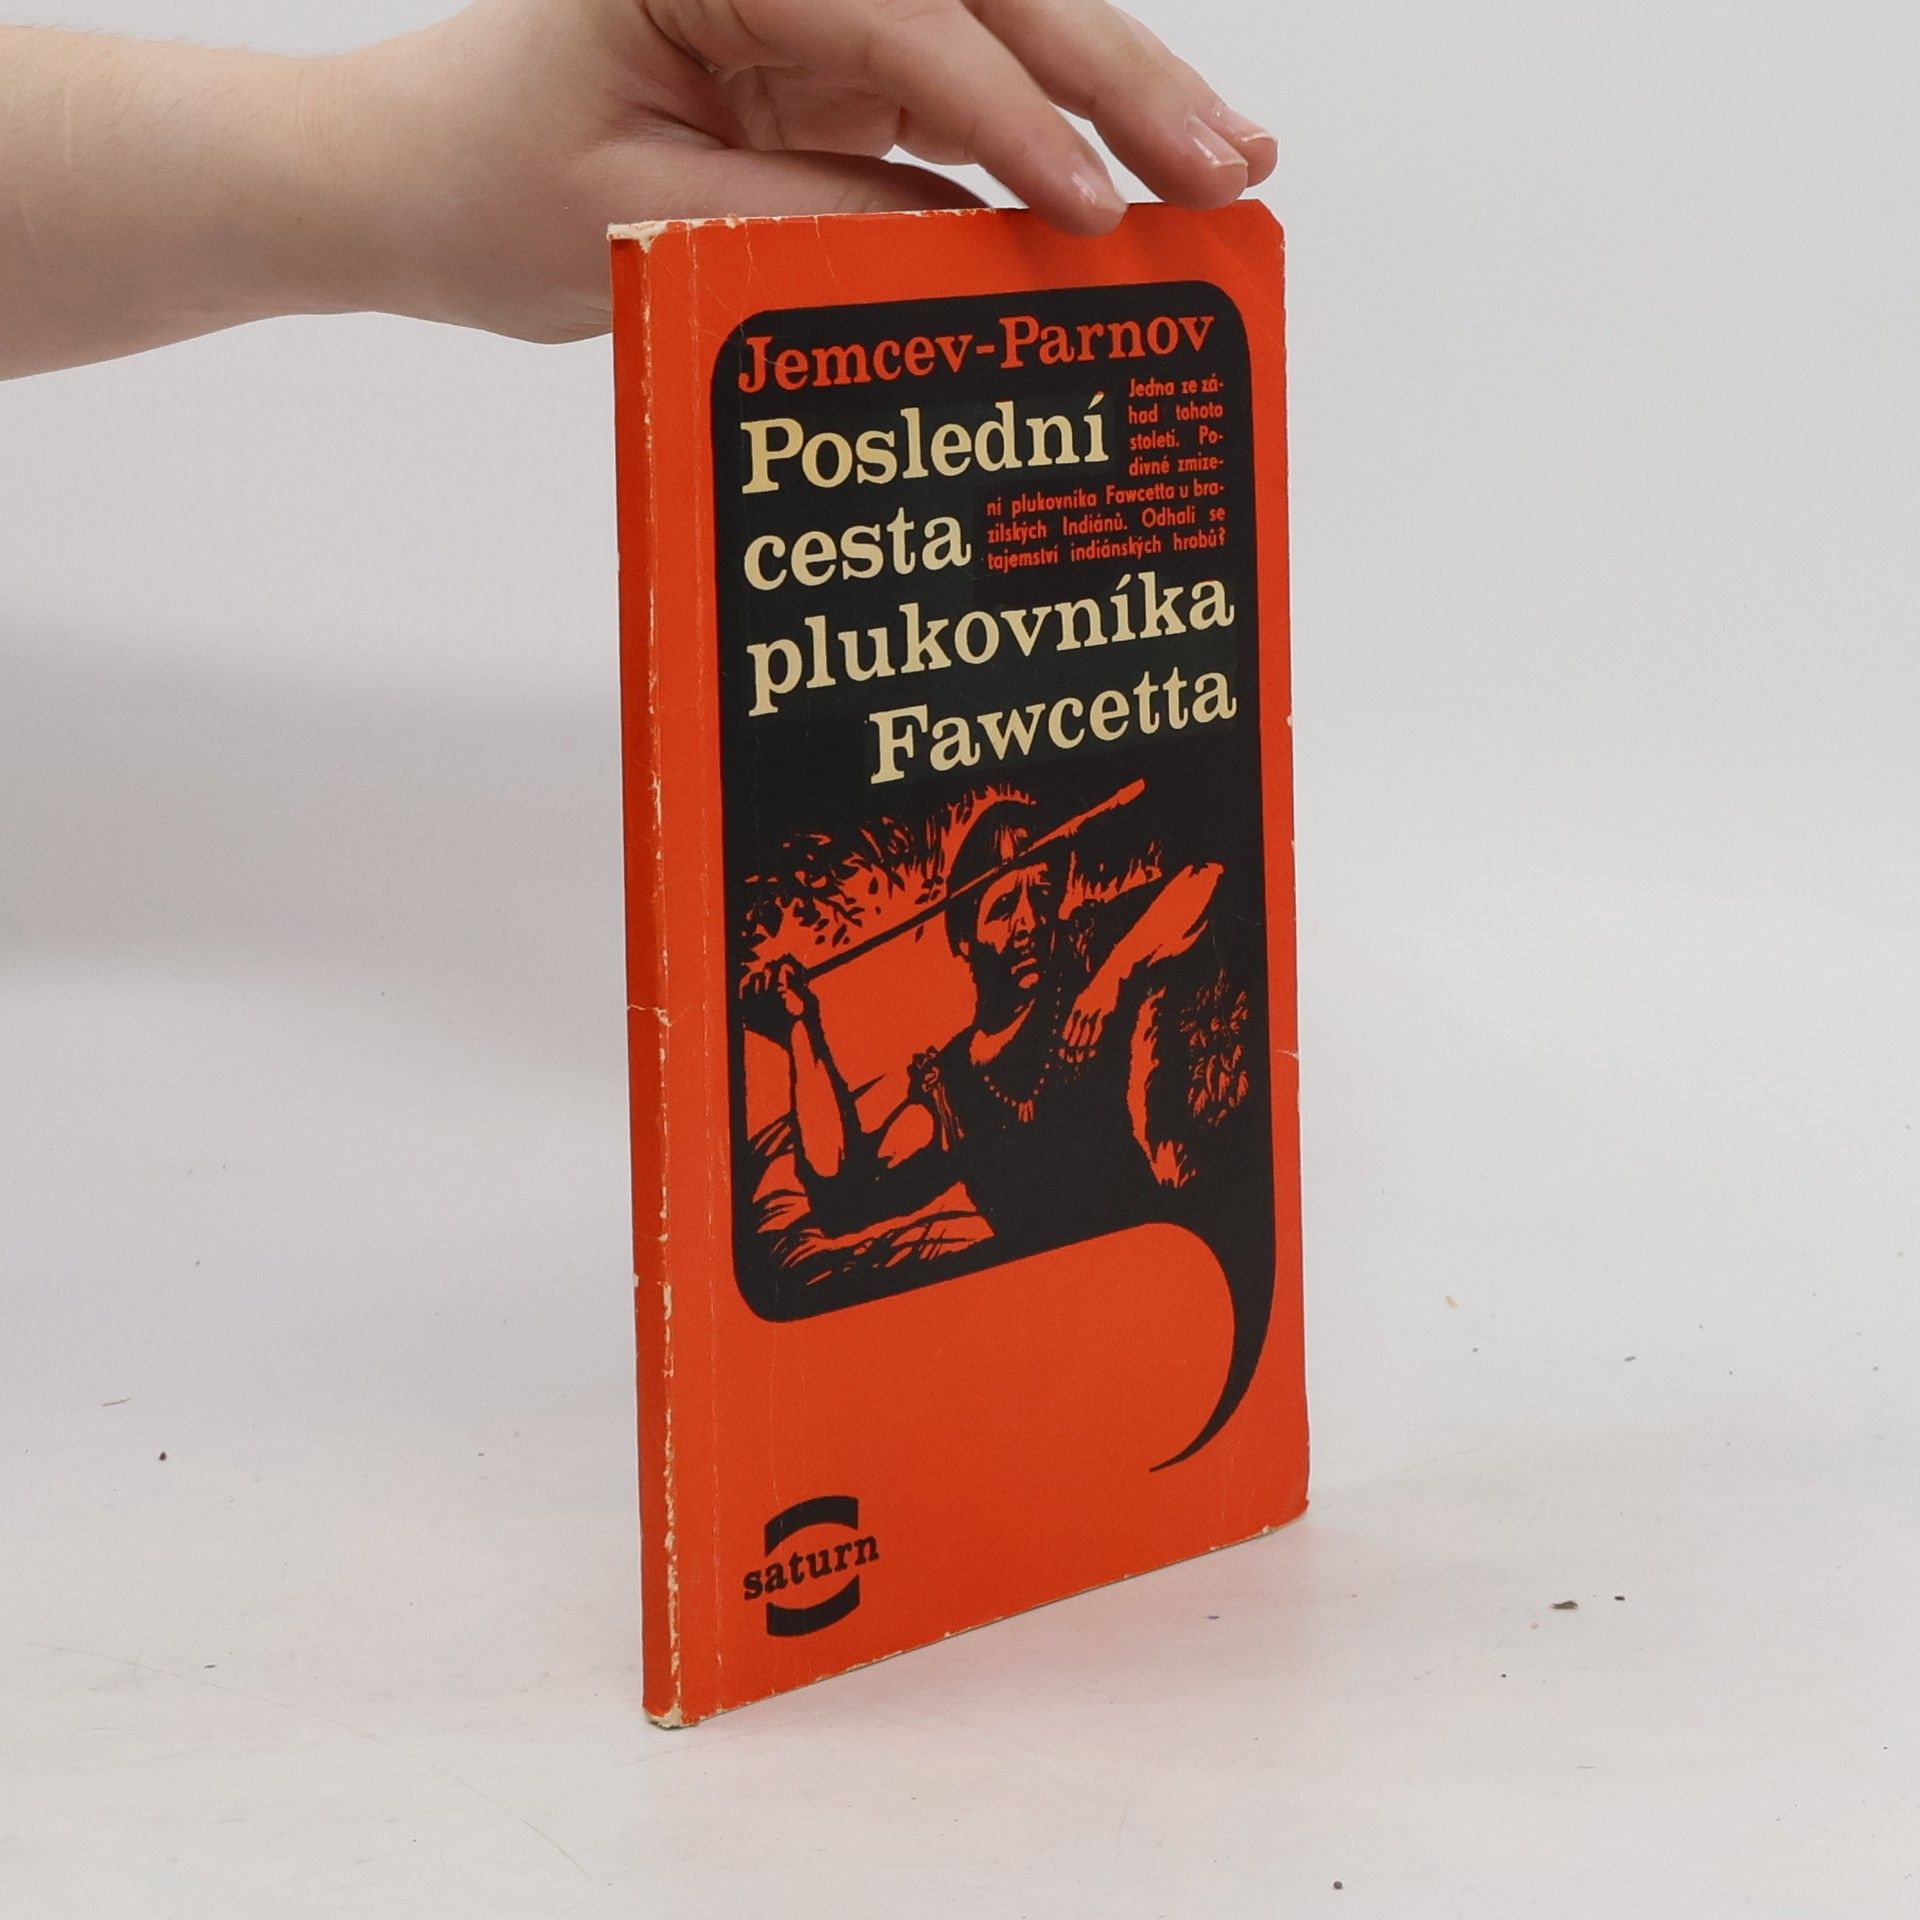 Jemcev-Parnov
Poslední
Jedna ze zá-
had tohoto
století. Po-
divné zmize-
cesta
ní plukovníka Fawcetta u bra-
zilských Indiánů. Odhalí se
tajemství indiánských hrobů?
plukovníka
Fawcetta
saturn